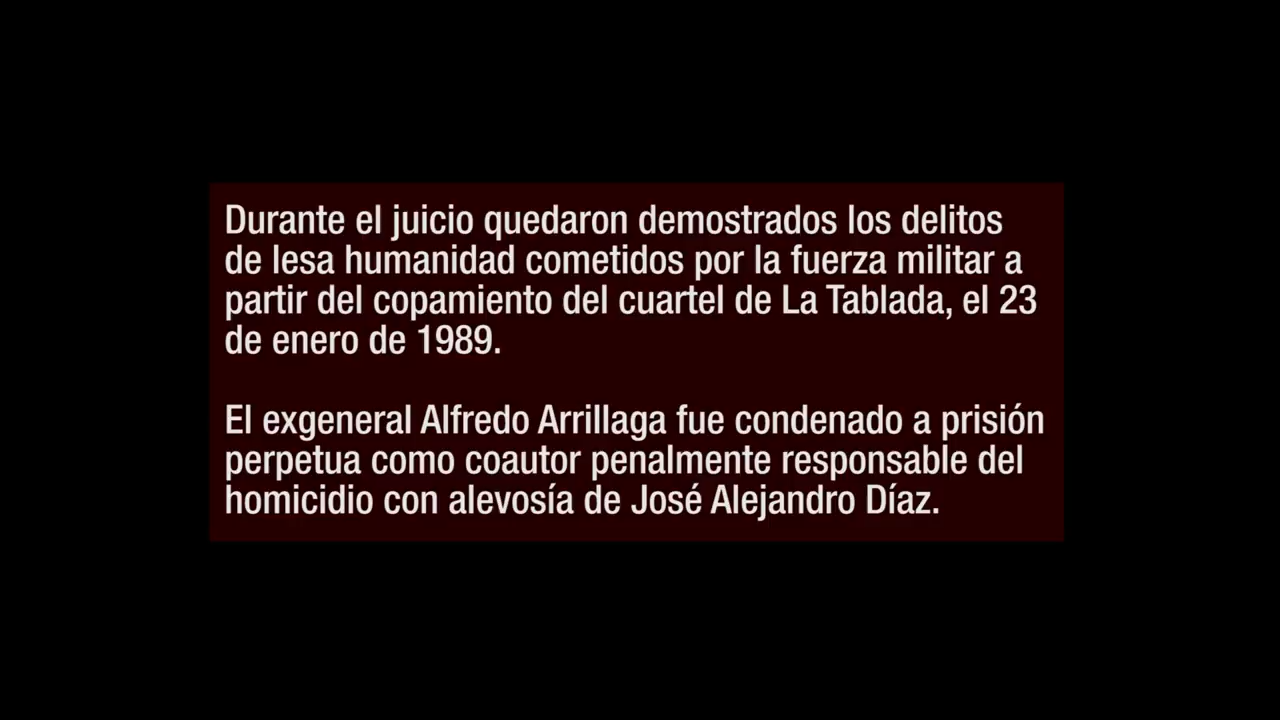 Durante el juicio quedaron demostrados los delitos
de lesa humanidad cometidos por la fuerza militar a
partir del copamiento del cuartel de La Tablada, el 23
de enero de 1989.
El exgeneral Alfredo Arrillaga fue condenado a prisión
perpetua como coautor penalmente responsable del
homicidio con alevosía de José Alejandro Díaz.